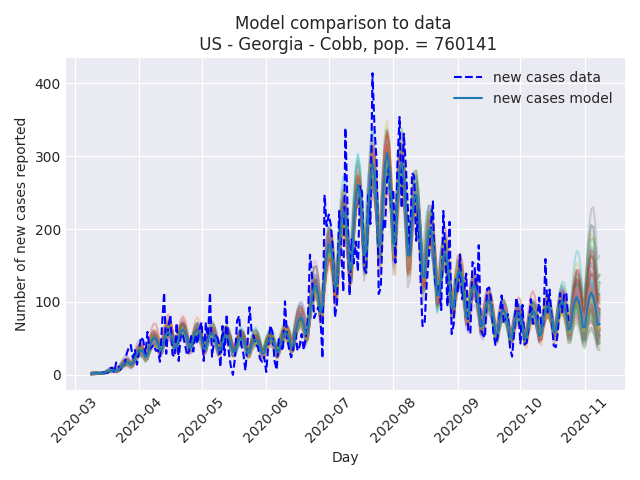 Model comparison to data
US - Georgia - Cobb, pop. = 760141
new cases data
new cases model
Number of new cases reported
400
300
200
100
0
2020-03
2020-04
2020-05
2020-06
2020-07
2020-08
2020-09
2020-10
2020-11
Day